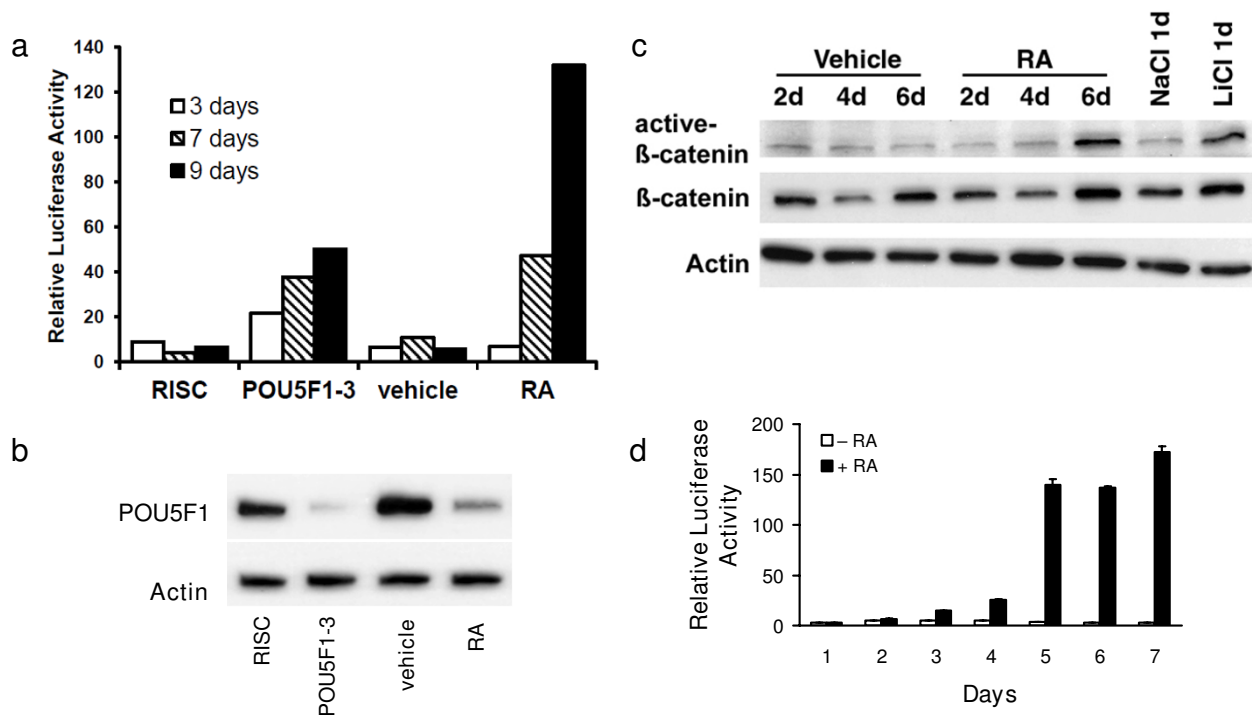 a
Relative Luciferase Activity
140
120
100
80
60
40
20
0
3 days
7 days
9 days
RISC POU5F1-3 vehicle RA
b
POU5F1
Actin
RISC
POU5F1-3
vehicle
RA
c
Vehicle RA NaCl 1d LiCl 1d
2d 4d 6d 2d 4d 6d
active-
ß-catenin
ß-catenin
Actin
d
Relative Luciferase
Activity
200
150
100
50
0
– RA
+ RA
1 2 3 4 5 6 7
Days